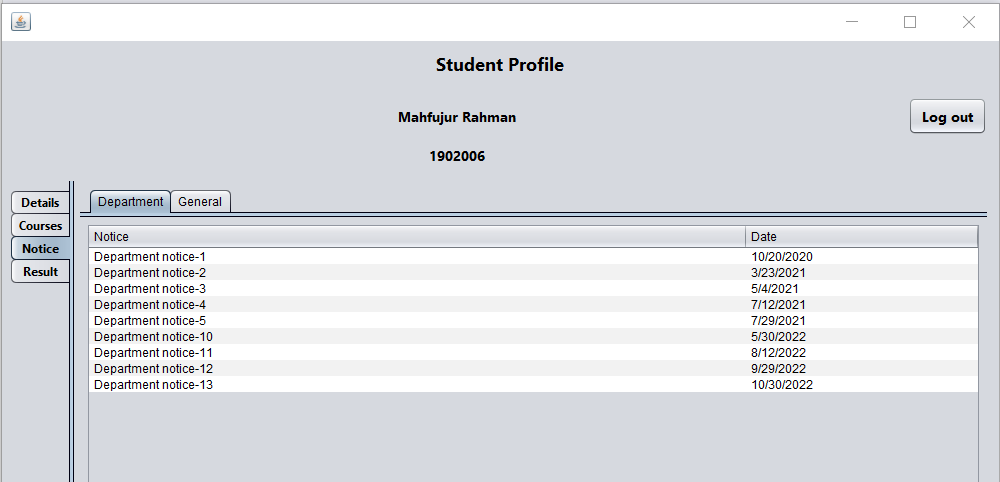 Student Profile
Mahfujur Rahman
Log out
1902006
Details
Courses
Notice
Result
Department General
Notice Date
Department notice-1 10/20/2020
Department notice-2 3/23/2021
Department notice-3 5/4/2021
Department notice-4 7/12/2021
Department notice-5 7/29/2021
Department notice-10 5/30/2022
Department notice-11 8/12/2022
Department notice-12 9/29/2022
Department notice-13 10/30/2022